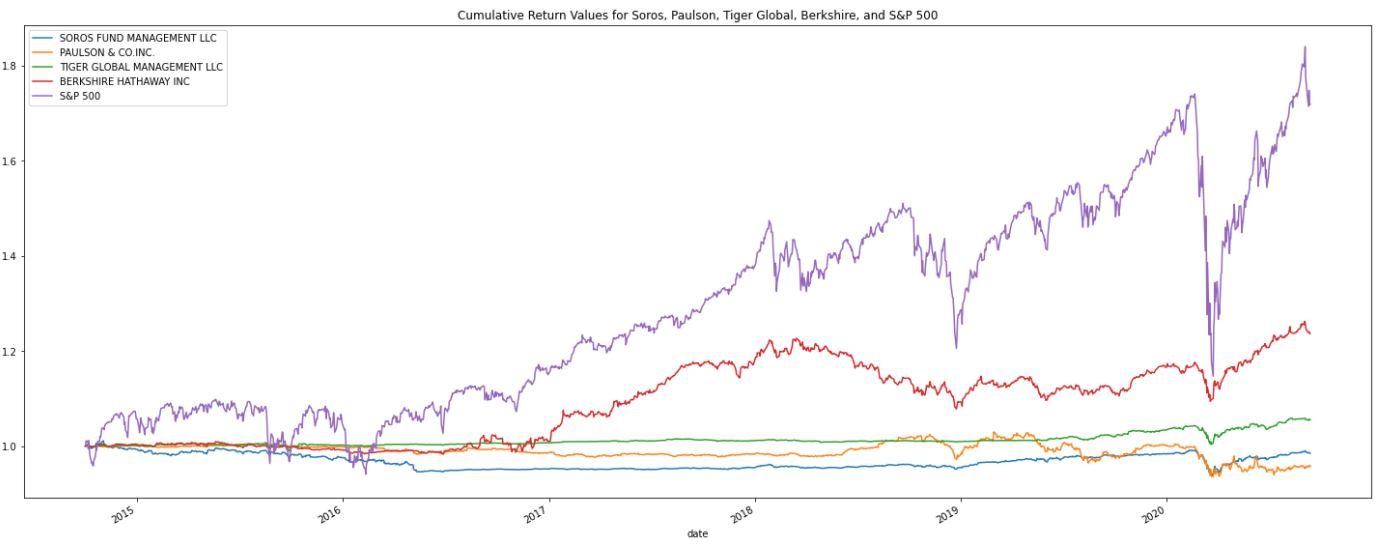 Cumulative Return Values for Soros, Paulson, Tiger Global, Berkshire, and S&P 500
SOROS FUND MANAGEMENT LLC
PAULSON & CO.INC.
TIGER GLOBAL MANAGEMENT LLC
BERKSHIRE HATHAWAY INC
S&P 500
1.8
1.6
1.4
1.2
1.0
2015 2016 2017 2018 2019 2020
date